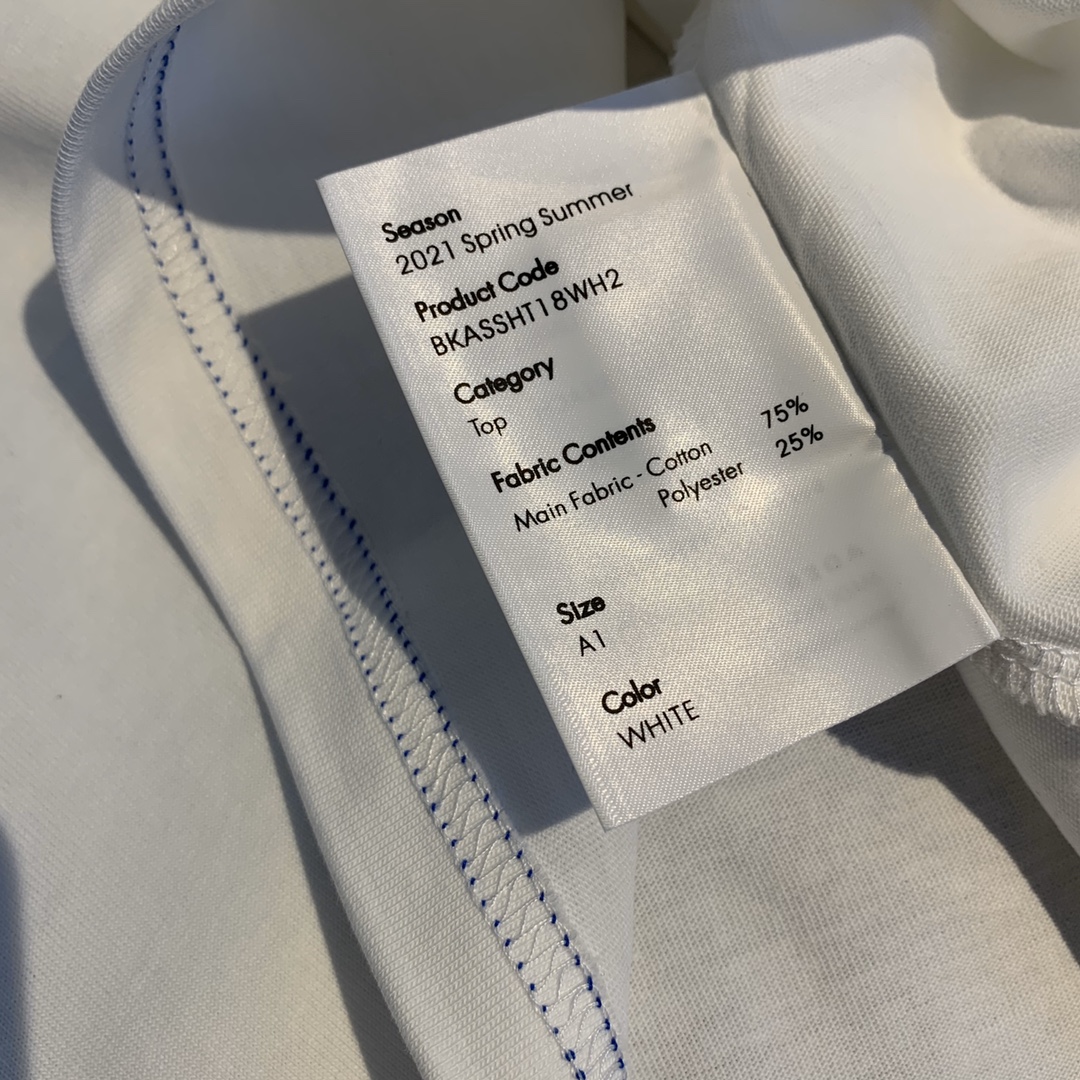 Season
2021 Spring Summer
Product Code
BKASSHT18WH2
Category
Top
Fabric Contents
Main Fabric - Cotton 75%
Polyester 25%
Size
A1
Color
WHITE